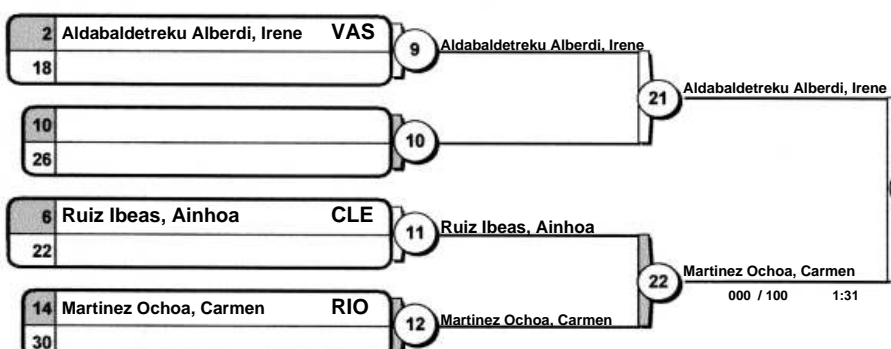 2 Aldabaldetreku Alberdi, Irene VAS
18
9
Aldabaldetreku Alberdi, Irene
21
Aldabaldetreku Alberdi, Irene
10
26
10
6 Ruiz Ibeas, Ainhoa CLE
22
11
Ruiz Ibeas, Ainhoa
22
Martinez Ochoa, Carmen
000 / 100 1:31
14 Martinez Ochoa, Carmen RIO
30
12
Martinez Ochoa, Carmen